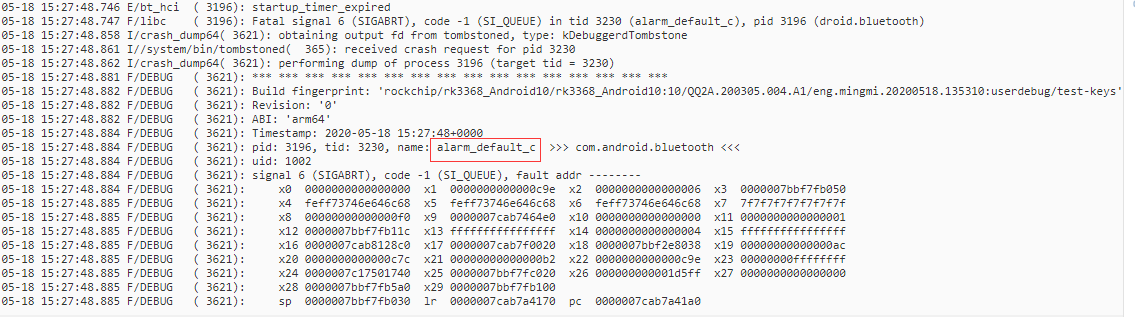 05-18 15:27:48.746 E/bt_hci  ( 3196): startup_timer_expired
05-18 15:27:48.747 F/libc    ( 3196): Fatal signal 6 (SIGABRT), code -1 (SI_QUEUE) in tid 3230 (alarm_default_c), pid 3196 (droid.bluetooth)
05-18 15:27:48.858 I/crash_dump64( 3621): obtaining output fd from tombstoned, type: kDebuggerdTombstone
05-18 15:27:48.861 I//system/bin/tombstoned(  365): received crash request for pid 3230
05-18 15:27:48.862 I/crash_dump64( 3621): performing dump of process 3196 (target tid = 3230)
05-18 15:27:48.881 F/DEBUG   ( 3621): *** *** *** *** *** *** *** *** *** *** *** *** *** *** *** ***
05-18 15:27:48.882 F/DEBUG   ( 3621): Build fingerprint: 'rockchip/rk3368_Android10/rk3368_Android10:10/QQ2A.200305.004.A1/eng.mingmi.20200518.135310:userdebug/test-keys'
05-18 15:27:48.882 F/DEBUG   ( 3621): Revision: '0'
05-18 15:27:48.882 F/DEBUG   ( 3621): ABI: 'arm64'
05-18 15:27:48.884 F/DEBUG   ( 3621): Timestamp: 2020-05-18 15:27:48+0000
05-18 15:27:48.884 F/DEBUG   ( 3621): pid: 3196, tid: 3230, name: alarm_default_c  >>> com.android.bluetooth <<<
05-18 15:27:48.884 F/DEBUG   ( 3621): uid: 1002
05-18 15:27:48.884 F/DEBUG   ( 3621): signal 6 (SIGABRT), code -1 (SI_QUEUE), fault addr --------
05-18 15:27:48.884 F/DEBUG   ( 3621):     x0  0000000000000000  x1  0000000000000c9e  x2  0000000000000006  x3  0000007bbf7fb050
05-18 15:27:48.884 F/DEBUG   ( 3621):     x4  feff73746e646c68  x5  feff73746e646c68  x6  feff73746e646c68  x7  7f7f7f7f7f7f7f7f
05-18 15:27:48.885 F/DEBUG   ( 3621):     x8  00000000000000f0  x9  0000007cab7464e0  x10 0000000000000000  x11 0000000000000001
05-18 15:27:48.885 F/DEBUG   ( 3621):     x12 0000007bbf7fb11c  x13 ffffffffffffffff  x14 0000000000000004  x15 ffffffffffffffff
05-18 15:27:48.885 F/DEBUG   ( 3621):     x16 0000007cab8128c0  x17 0000007cab7f0020  x18 0000007bbf2e8038  x19 00000000000000ac
05-18 15:27:48.885 F/DEBUG   ( 3621):     x20 0000000000000c7c  x21 00000000000000b2  x22 0000000000000c9e  x23 00000000ffffffff
05-18 15:27:48.885 F/DEBUG   ( 3621):     x24 0000007c17501740  x25 0000007bbf7fc020  x26 000000000001d5ff  x27 0000000000000000
05-18 15:27:48.885 F/DEBUG   ( 3621):     x28 0000007bbf7fb5a0  x29 0000007bbf7fb100
05-18 15:27:48.885 F/DEBUG   ( 3621):     sp  0000007bbf7fb030  lr  0000007cab7a4170  pc  0000007cab7a41a0